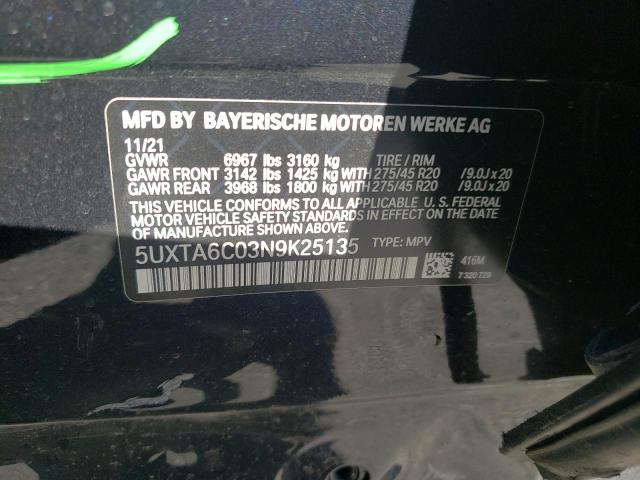 MFD BY BAYERISCHE MOTOREN WERKE AG
11/21
GVWR 6967 lbs 3160 kg TIRE / RIM
GAWR FRONT 3142 lbs 1425 kg WITH 275/45 R20 /9.0J x 20
GAWR REAR 3968 lbs 1800 kg WITH 275/45 R20 /9.0J x 20
THIS VEHICLE CONFORMS TO ALL APPLICABLE U. S. FEDERAL
MOTOR VEHICLE SAFETY STANDARDS IN EFFECT ON THE DATE
OF MANUFACTURE SHOWN ABOVE.
5UXTA6C03N9K25135 TYPE: MPV
416M
7 320 729